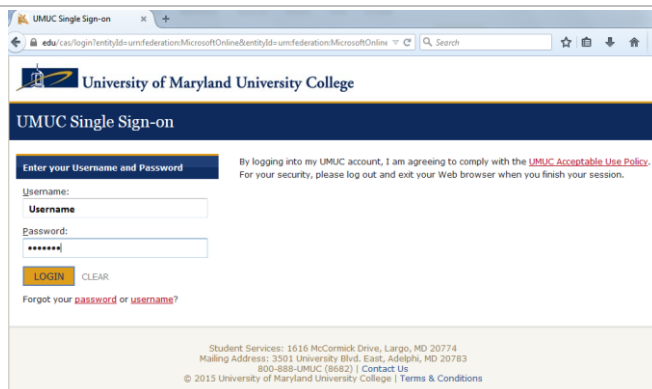 UMUC Single Sign-on
edu/cas/login?entityId=urn:federation:MicrosoftOnline&entityId=urn:federation:MicrosoftOnline
Search
University of Maryland University College
UMUC Single Sign-on
Enter your Username and Password
By logging into my UMUC account, I am agreeing to comply with the UMUC Acceptable Use Policy.
For your security, please log out and exit your Web browser when you finish your session.
Username:
Username
Password:
•••••••
LOGIN CLEAR
Forgot your password or username?
Student Services: 1616 McCormick Drive, Largo, MD 20774
Mailing Address: 3501 University Blvd. East, Adelphi, MD 20783
800-888-UMUC (8682) | Contact Us
© 2015 University of Maryland University College | Terms & Conditions